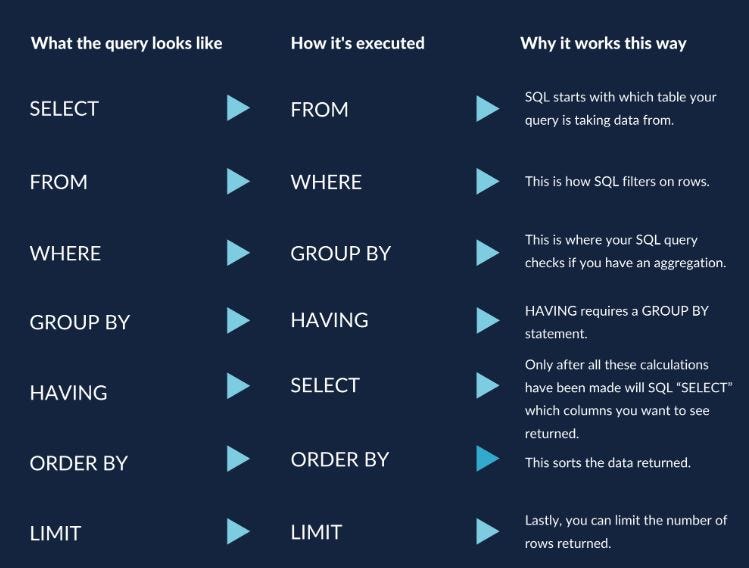 What the query looks like
How it's executed
Why it works this way
SELECT
FROM
SQL starts with which table your
query is taking data from.
FROM
WHERE
This is how SQL filters on rows.
WHERE
GROUP BY
This is where your SQL query
checks if you have an aggregation.
GROUP BY
HAVING
HAVING requires a GROUP BY
statement.
HAVING
SELECT
Only after all these calculations
have been made will SQL “SELECT”
which columns you want to see
returned.
ORDER BY
ORDER BY
This sorts the data returned.
LIMIT
LIMIT
Lastly, you can limit the number of
rows returned.